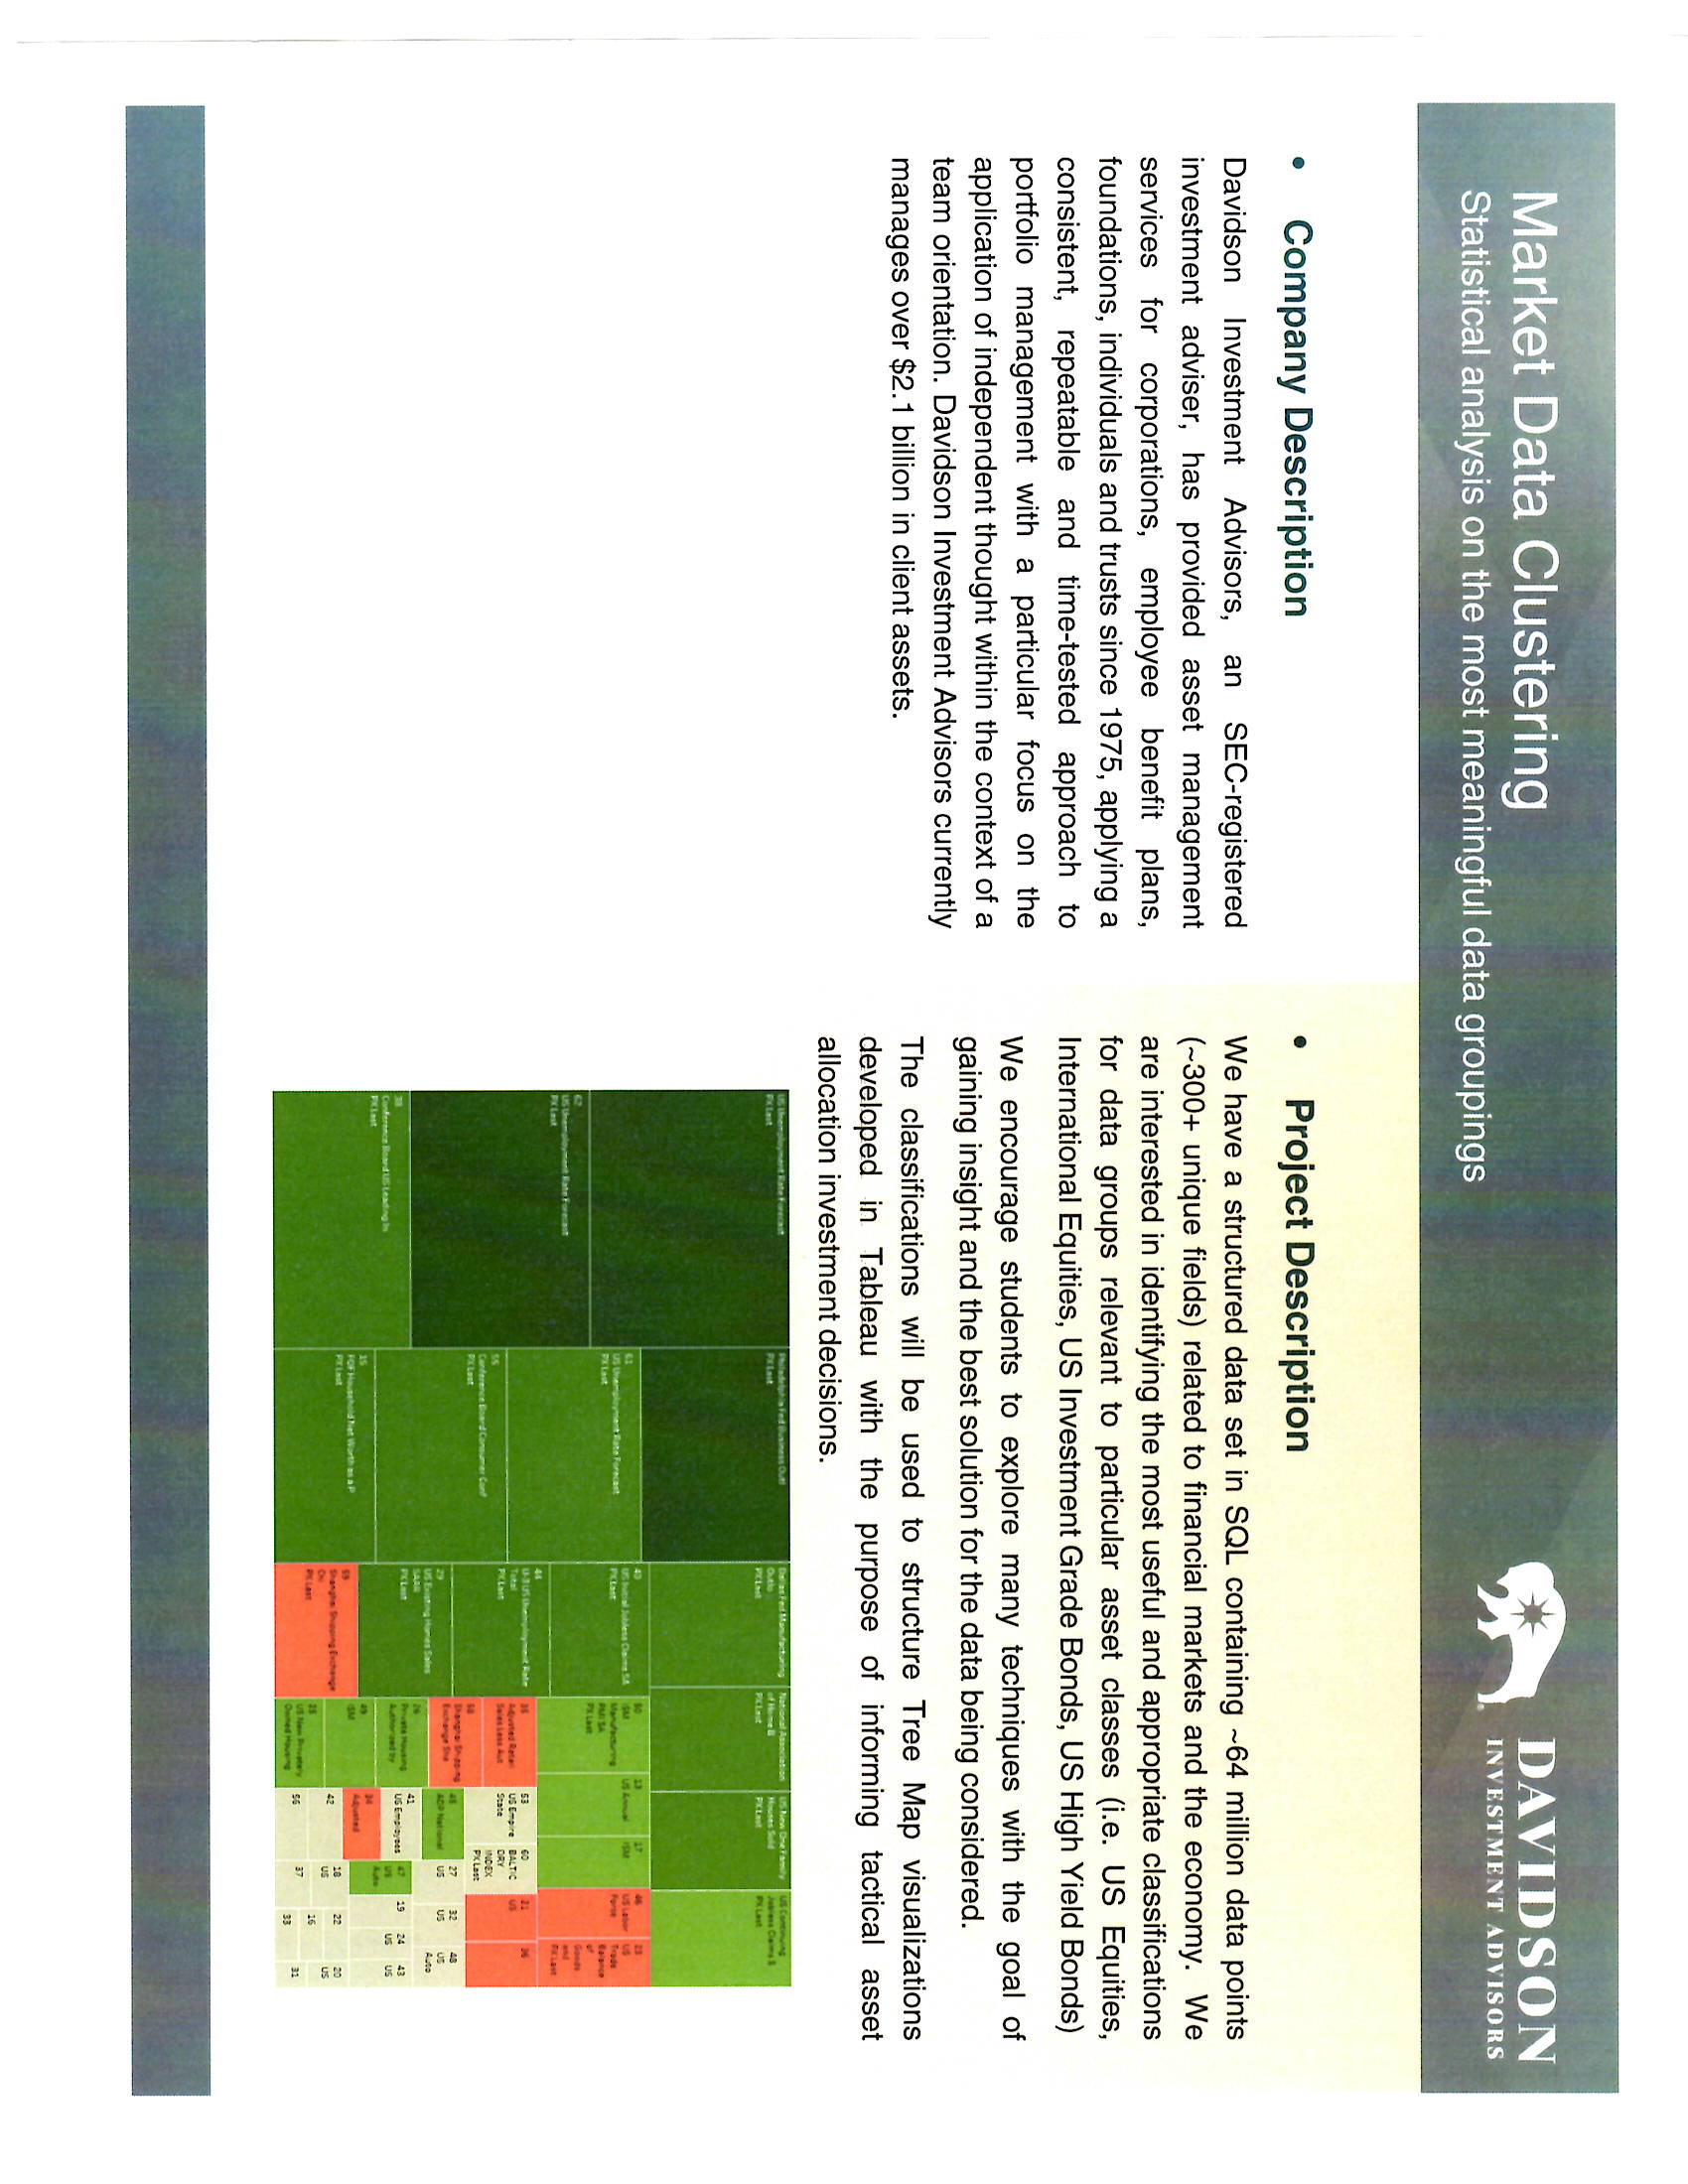 Market Data Clustering
Statistical analysis on the most meaningful data groupings
DAVIDSON
INVESTMENT ADVISORS
• Company Description
Davidson Investment Advisors, an SEC-registered
investment adviser, has provided asset management
services for corporations, employee benefit plans,
foundations, individuals and trusts since 1975, applying a
consistent, repeatable and time-tested approach to
portfolio management with a particular focus on the
application of independent thought within the context of a
team orientation. Davidson Investment Advisors currently
manages over $2.1 billion in client assets.
• Project Description
We have a structured data set in SQL containing ~64 million data points
(~300+ unique fields) related to financial markets and the economy. We
are interested in identifying the most useful and appropriate classifications
for data groups relevant to particular asset classes (i.e. US Equities,
International Equities, US Investment Grade Bonds, US High Yield Bonds)
We encourage students to explore many techniques with the goal of
gaining insight and the best solution for the data being considered.
The classifications will be used to structure Tree Map visualizations
developed in Tableau with the purpose of informing tactical asset
allocation investment decisions.
US Unemployment Rate Forecast
PX Last
62
US Unemployment Rate Forecast
PX Last
38
Conference Board US Leading In
PX Last
Philadelphia Fed Business Outl
PX Last
61
US Unemployment Rate Forecast
PX Last
55
Conference Board Consumer Conf
PX Last
15
FOF Household Net Worth as a P
PX Last
Dallas Fed Manufacturing
Outlo
PX Last
National Association
of Home B
PX Last
US New One Family
Houses Sold
PX Last
US Continuing
Jobless Claims S
PX Last
40
US Initial Jobless Claims SA
PX Last
44
U-3 US Unemployment Rate
Total
PX Last
29
US Existing Homes Sales
SAAR
PX Last
59
Shanghai Shipping Exchange
Chi
PX Last
50
ISM
Manufacturing
PMI SA
PX Last
13
US Annual
17
ISM
46
US Labor
Force
23
US
Trade
Balance
of
Goods
and
PX Last
35
Adjusted Retail
Sales Less Aut
58
Shanghai Shipping
Exchange Sha
26
Private Housing
Authorized by
49
ISM
25
US New Privately
Owned Housing
53
US Empire
State
60
BALTIC
DRY
INDEX
PX Last
21
US
36
45
ADP National
27
US
32
US
48
US
Auto
41
US Employees
47
US
Auto
19
24
US
43
US
34
Adjusted
42
18
US
22
20
US
16
56
37
33
31